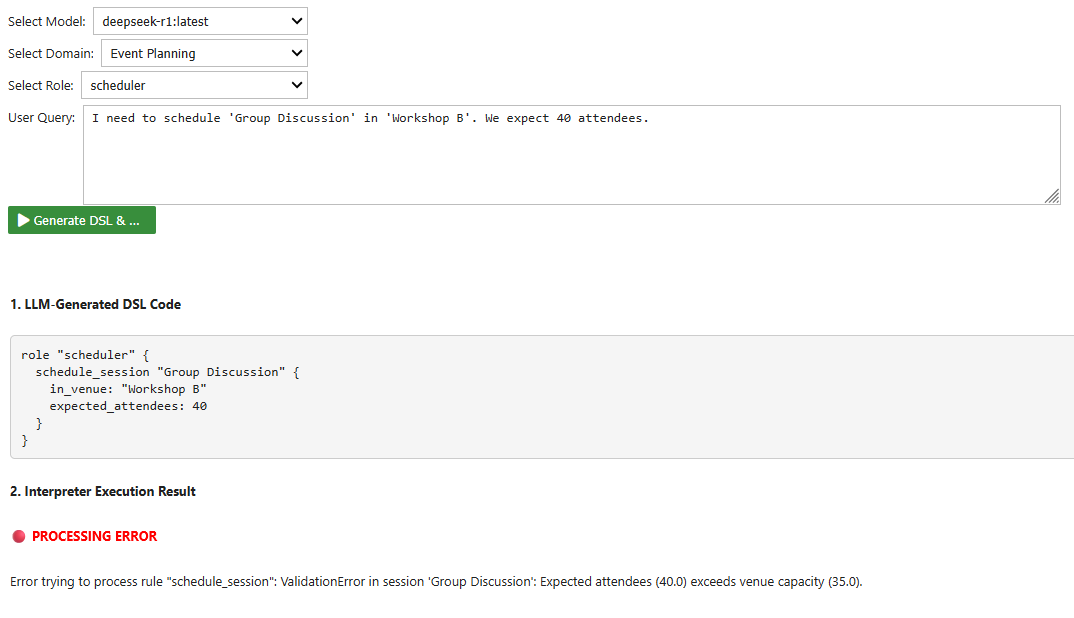 Select Model: deepseek-r1:latest
Select Domain: Event Planning
Select Role: scheduler
User Query: I need to schedule 'Group Discussion' in 'Workshop B'. We expect 40 attendees.
Generate DSL & ...
1. LLM-Generated DSL Code
role "scheduler" {
  schedule_session "Group Discussion" {
    in_venue: "Workshop B"
    expected_attendees: 40
  }
}
2. Interpreter Execution Result
PROCESSING ERROR
Error trying to process rule "schedule_session": ValidationError in session 'Group Discussion': Expected attendees (40.0) exceeds venue capacity (35.0).